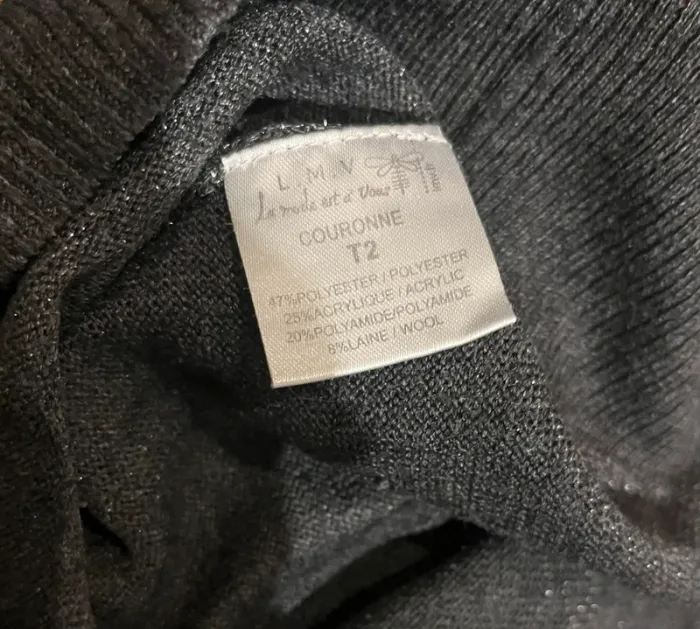 L.M.V
La mode est à Vous
COURONNE
T2
47%POLYESTER / POLYESTER
25%ACRYLIQUE / ACRYLIC
20%POLYAMIDE/POLYAMIDE
8%LAINE / WOOL